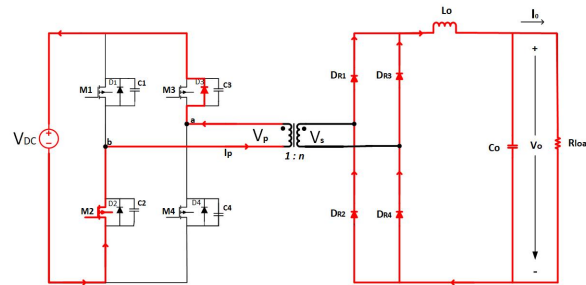 Lo
Io
M1
D1
C1
M3
D3
C3
DR1
DR3
+
VDC
a
b
Ip
Vp
Vs
1 : n
Co
Vo
Rloa
M2
D2
C2
M4
D4
C4
DR2
DR4
-